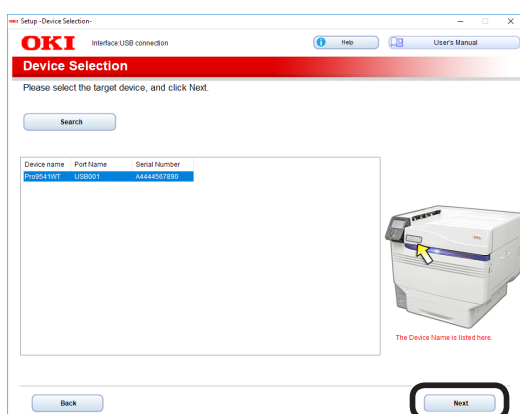 OKI Setup -Device Selection-
OKI Interface:USB connection Help User's Manual
Device Selection
Please select the target device, and click Next.
Search
Device name Port Name Serial Number
Pro9541WT USB001 A4444567890
OKI
The Device Name is listed here.
Back Next